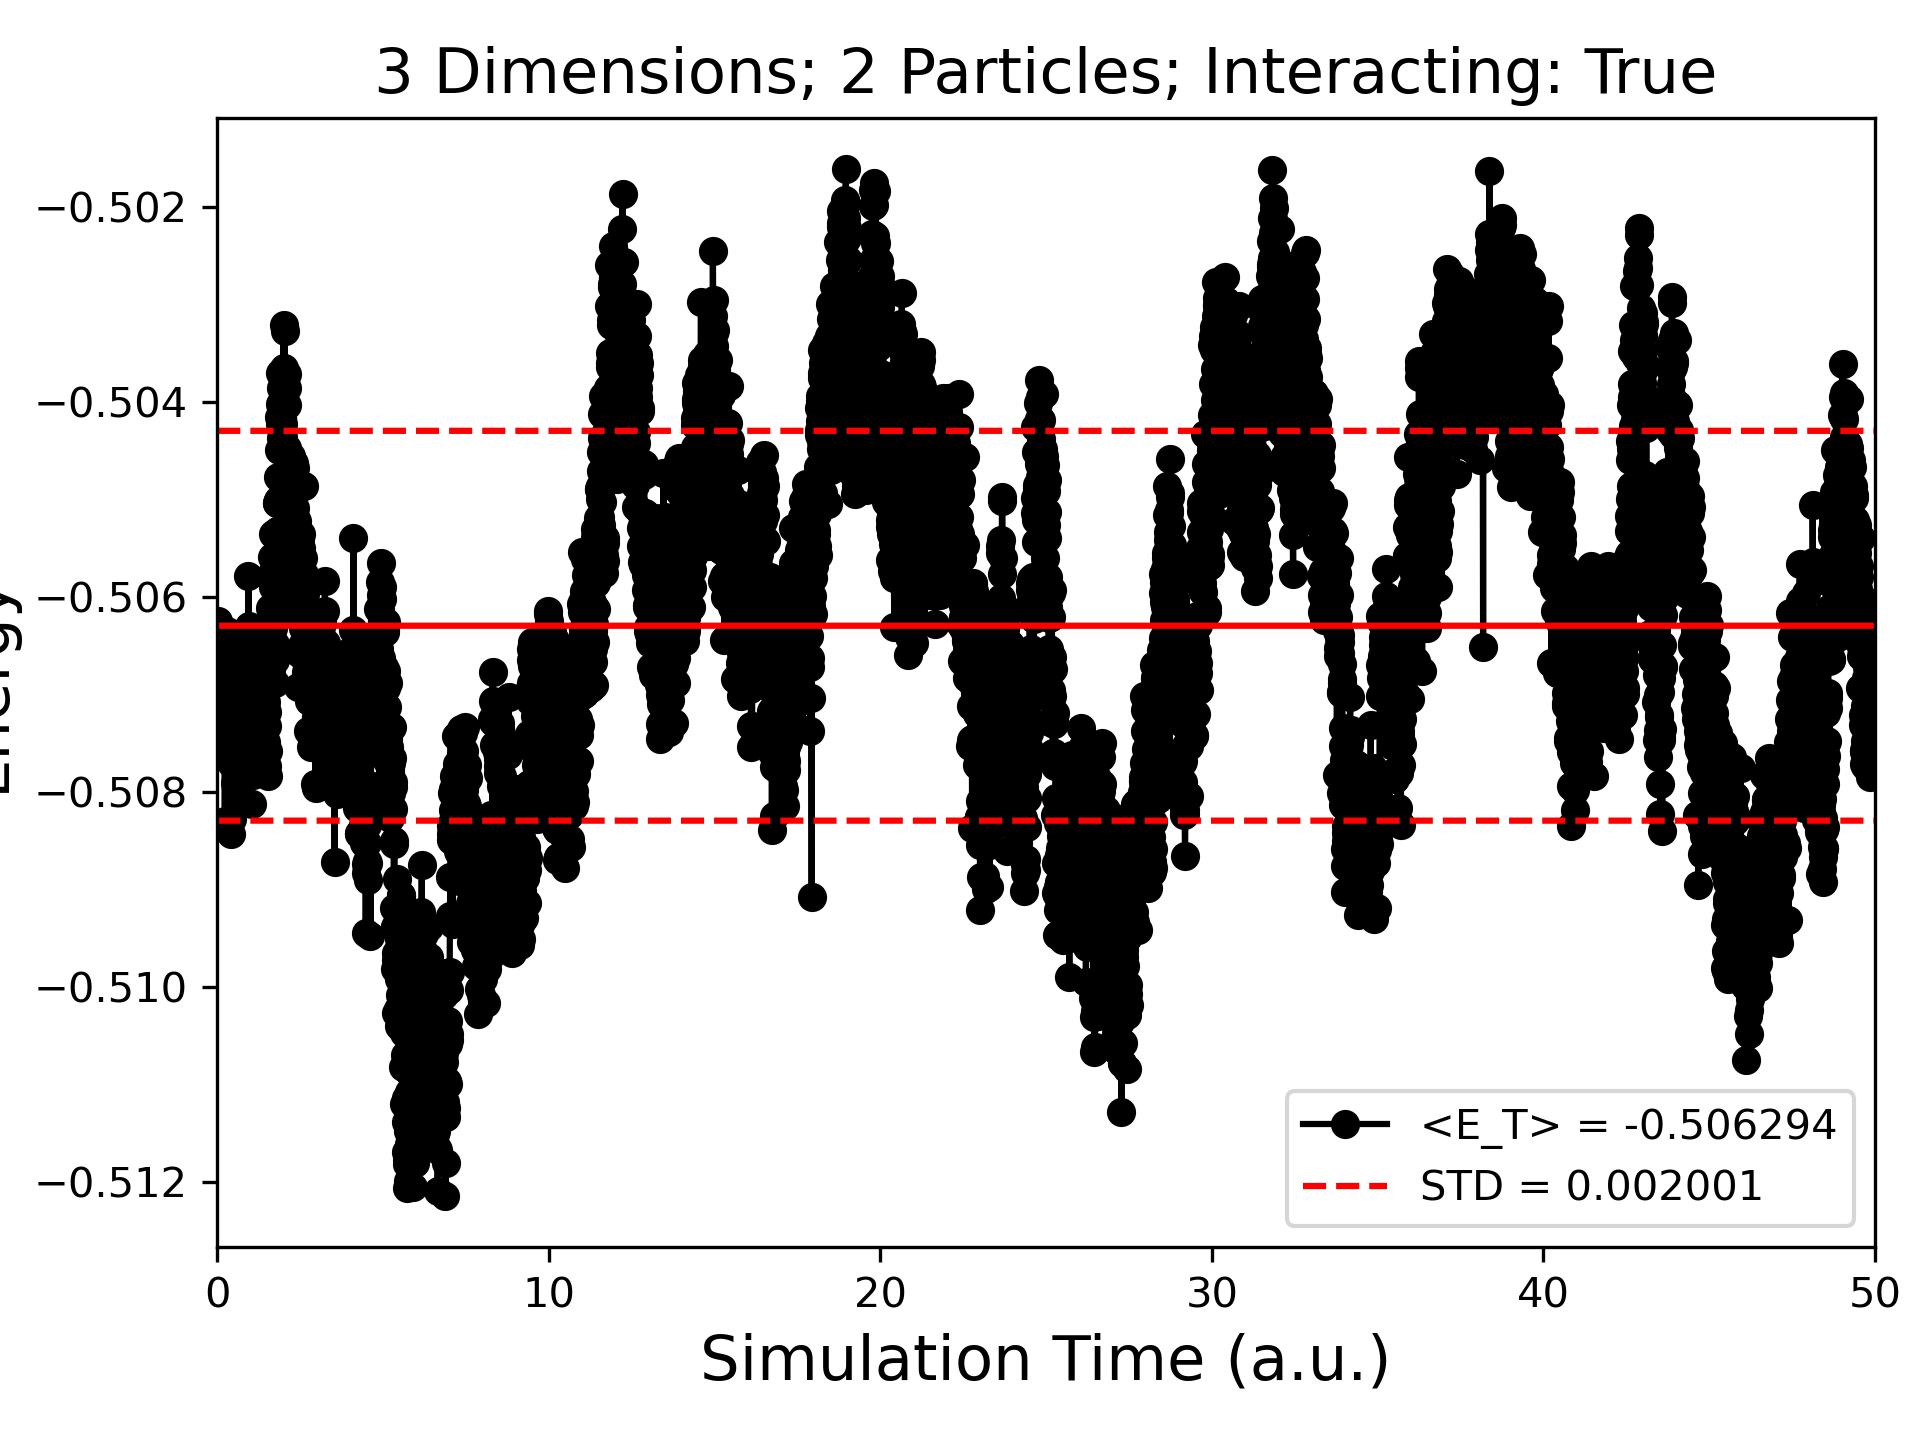 3 Dimensions; 2 Particles; Interacting: True
−0.502
−0.504
−0.506
−0.508
−0.510
−0.512
<E_T> = -0.506294
STD = 0.002001
0 10 20 30 40 50
Simulation Time (a.u.)